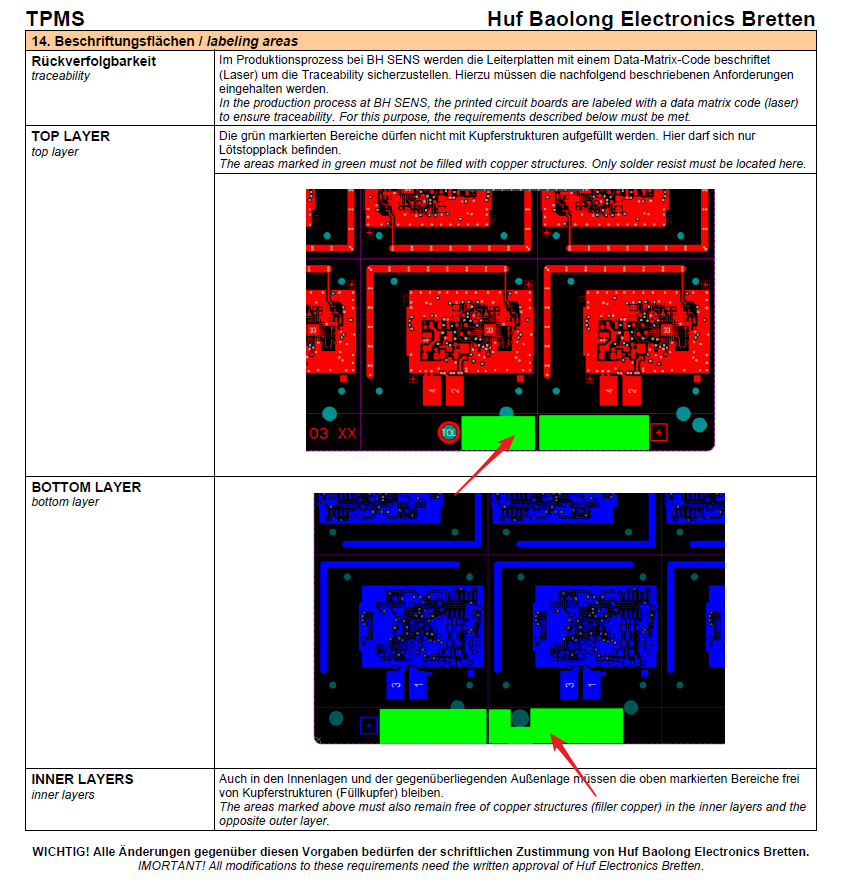 TPMS
Huf Baolong Electronics Bretten
14. Beschriftungsflächen / labeling areas
Rückverfolgbarkeit
traceability
Im Produktionsprozess bei BH SENS werden die Leiterplatten mit einem Data-Matrix-Code beschriftet
(Laser) um die Traceability sicherzustellen. Hierzu müssen die nachfolgend beschriebenen Anforderungen
eingehalten werden.
In the production process at BH SENS, the printed circuit boards are labeled with a data matrix code (laser)
to ensure traceability. For this purpose, the requirements described below must be met.
TOP LAYER
top layer
Die grün markierten Bereiche dürfen nicht mit Kupferstrukturen aufgefüllt werden. Hier darf sich nur
Lötstopplack befinden.
The areas marked in green must not be filled with copper structures. Only solder resist must be located here.
33
33
33
4
2
4
2
03 XX
TOL
BOTTOM LAYER
bottom layer
3
1
3
1
INNER LAYERS
inner layers
Auch in den Innenlagen und der gegenüberliegenden Außenlage müssen die oben markierten Bereiche frei
von Kupferstrukturen (Füllkupfer) bleiben.
The areas marked above must also remain free of copper structures (filler copper) in the inner layers and the
opposite outer layer.
WICHTIG! Alle Änderungen gegenüber diesen Vorgaben bedürfen der schriftlichen Zustimmung von Huf Baolong Electronics Bretten.
IMORTANT! All modifications to these requirements need the written approval of Huf Electronics Bretten.